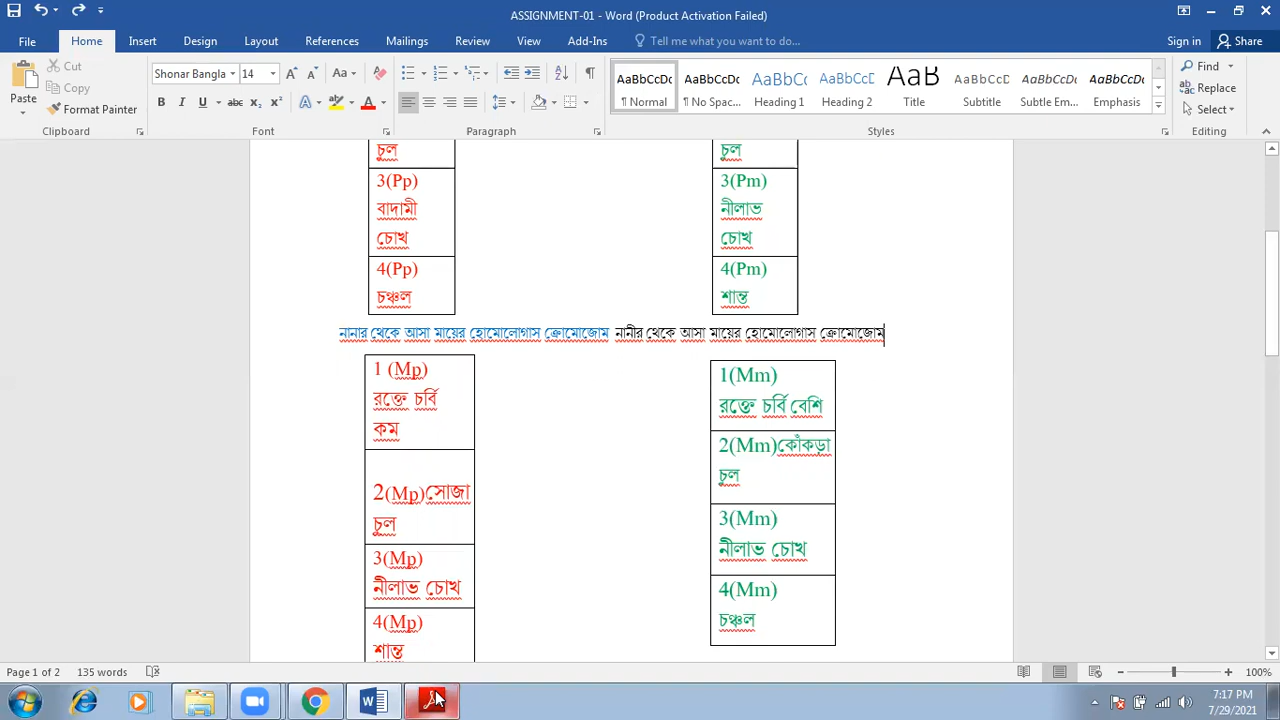 ASSIGNMENT-01 - Word (Product Activation Failed)
File Home Insert Design Layout References Mailings Review View Add-Ins Tell me what you want to do... Sign in Share
Paste
Cut
Copy
Format Painter
Clipboard
Shonar Bangla 14
Font
Paragraph
AaBbCcDc AaBbCcDc AaBbC( AaBbCcl AaB AaBbCcD AaBbCcDc AaBbCcDc
¶ Normal ¶ No Spac... Heading 1 Heading 2 Title Subtitle Subtle Em... Emphasis
Styles
Find
Replace
Select
Editing
চুল
3(Pp)
বাদামী
চোখ
4(Pp)
চঞ্চল
চুল
3(Pm)
নীলাভ
চোখ
4(Pm)
শান্ত
নানার থেকে আসা মায়ের হোমোলোগাস ক্রোমোজোম নানীর থেকে আসা মায়ের হোমোলোগাস ক্রোমোজোম
1 (Mp)
রক্তে চর্বি
কম
2(Mp)সোজা
চুল
3(Mp)
নীলাভ চোখ
4(Mp)
শান্ত
1(Mm)
রক্তে চর্বি বেশি
2(Mm)কোঁকড়া
চুল
3(Mm)
নীলাভ চোখ
4(Mm)
চঞ্চল
Page 1 of 2 135 words 100%
7:17 PM
7/29/2021